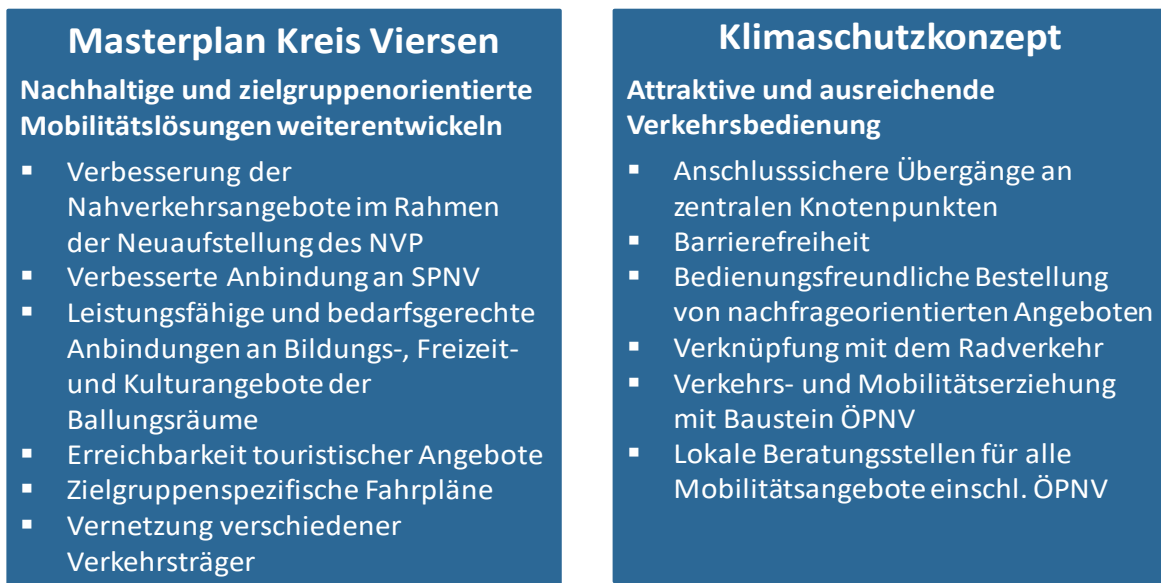 Masterplan Kreis Viersen
Nachhaltige und zielgruppenorientierte
Mobilitätslösungen weiterentwickeln
▪ Verbesserung der
Nahverkehrsangebote im Rahmen
der Neuaufstellung des NVP
▪ Verbesserte Anbindung an SPNV
▪ Leistungsfähige und bedarfsgerechte
Anbindungen an Bildungs-, Freizeit-
und Kulturangebote der
Ballungsräume
▪ Erreichbarkeit touristischer Angebote
▪ Zielgruppenspezifische Fahrpläne
▪ Vernetzung verschiedener
Verkehrsträger
Klimaschutzkonzept
Attraktive und ausreichende
Verkehrsbedienung
▪ Anschlusssichere Übergänge an
zentralen Knotenpunkten
▪ Barrierefreiheit
▪ Bedienungsfreundliche Bestellung
von nachfrageorientierten Angeboten
▪ Verknüpfung mit dem Radverkehr
▪ Verkehrs- und Mobilitätserziehung
mit Baustein ÖPNV
▪ Lokale Beratungsstellen für alle
Mobilitätsangebote einschl. ÖPNV